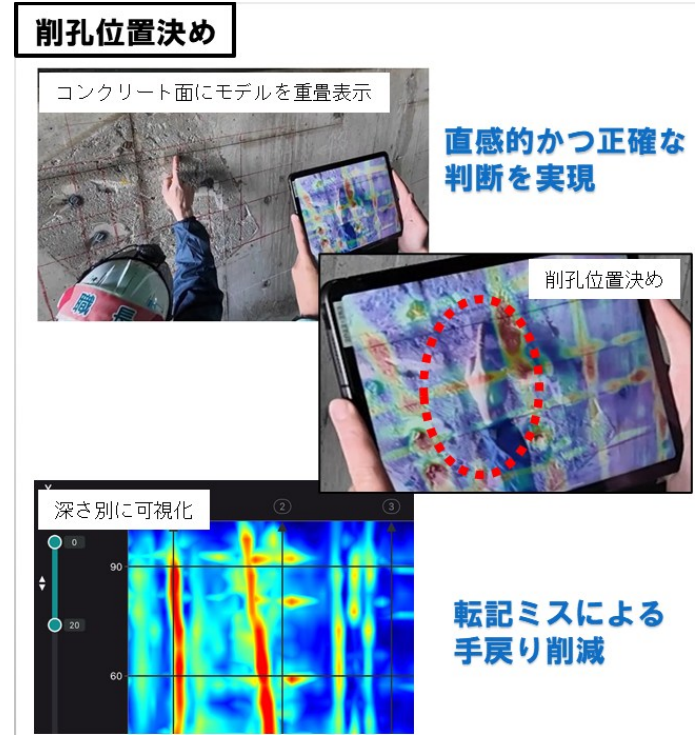 削孔位置決め
コンクリート面にモデルを重畳表示
直感的かつ正確な
判断を実現
削孔位置決め
深さ別に可視化
2
3
0
90
20
60
転記ミスによる
手戻り削減